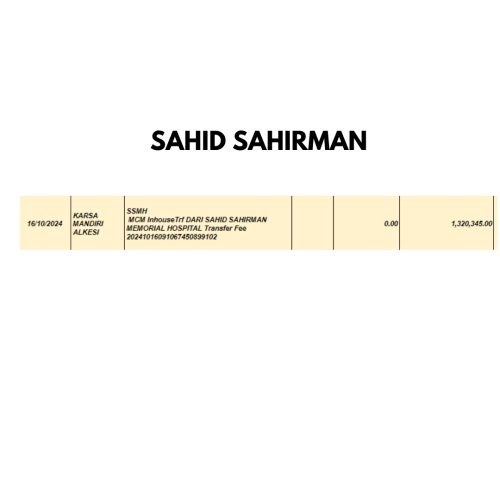 SAHID SAHIRMAN
16/10/2024
KARSA
MANDIRI
ALKESI
SSMH
MCM InhouseTrf DARI SAHID SAHIRMAN
MEMORIAL HOSPITAL Transfer Fee
20241016091067450899102
0.00
1,320,345.00